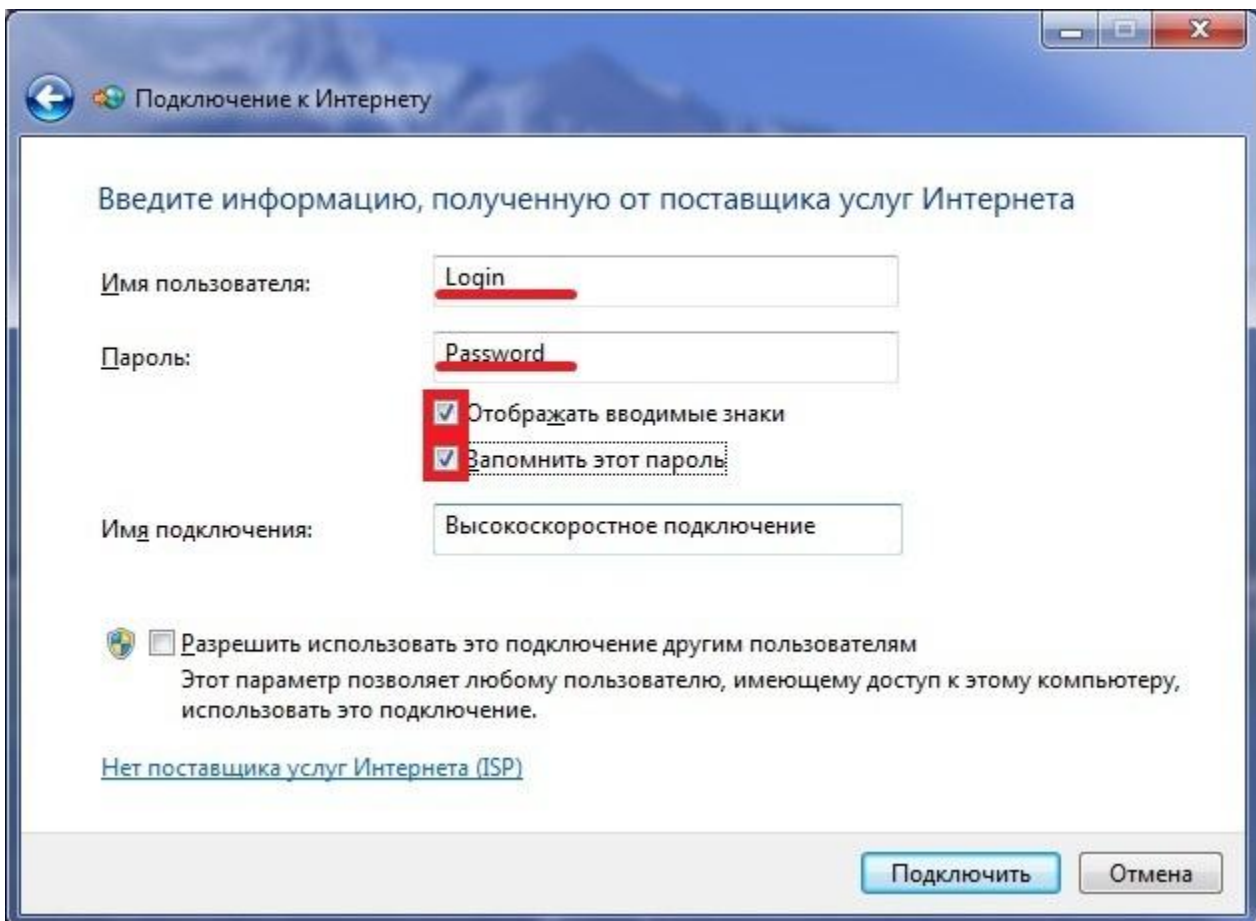 Подключение к Интернету
Введите информацию, полученную от поставщика услуг Интернета
Имя пользователя: Login
Пароль: Password
Отображать вводимые знаки
Запомнить этот пароль
Имя подключения: Высокоскоростное подключение
Разрешить использовать это подключение другим пользователям
Этот параметр позволяет любому пользователю, имеющему доступ к этому компьютеру,
использовать это подключение.
Нет поставщика услуг Интернета (ISP)
Подключить Отмена